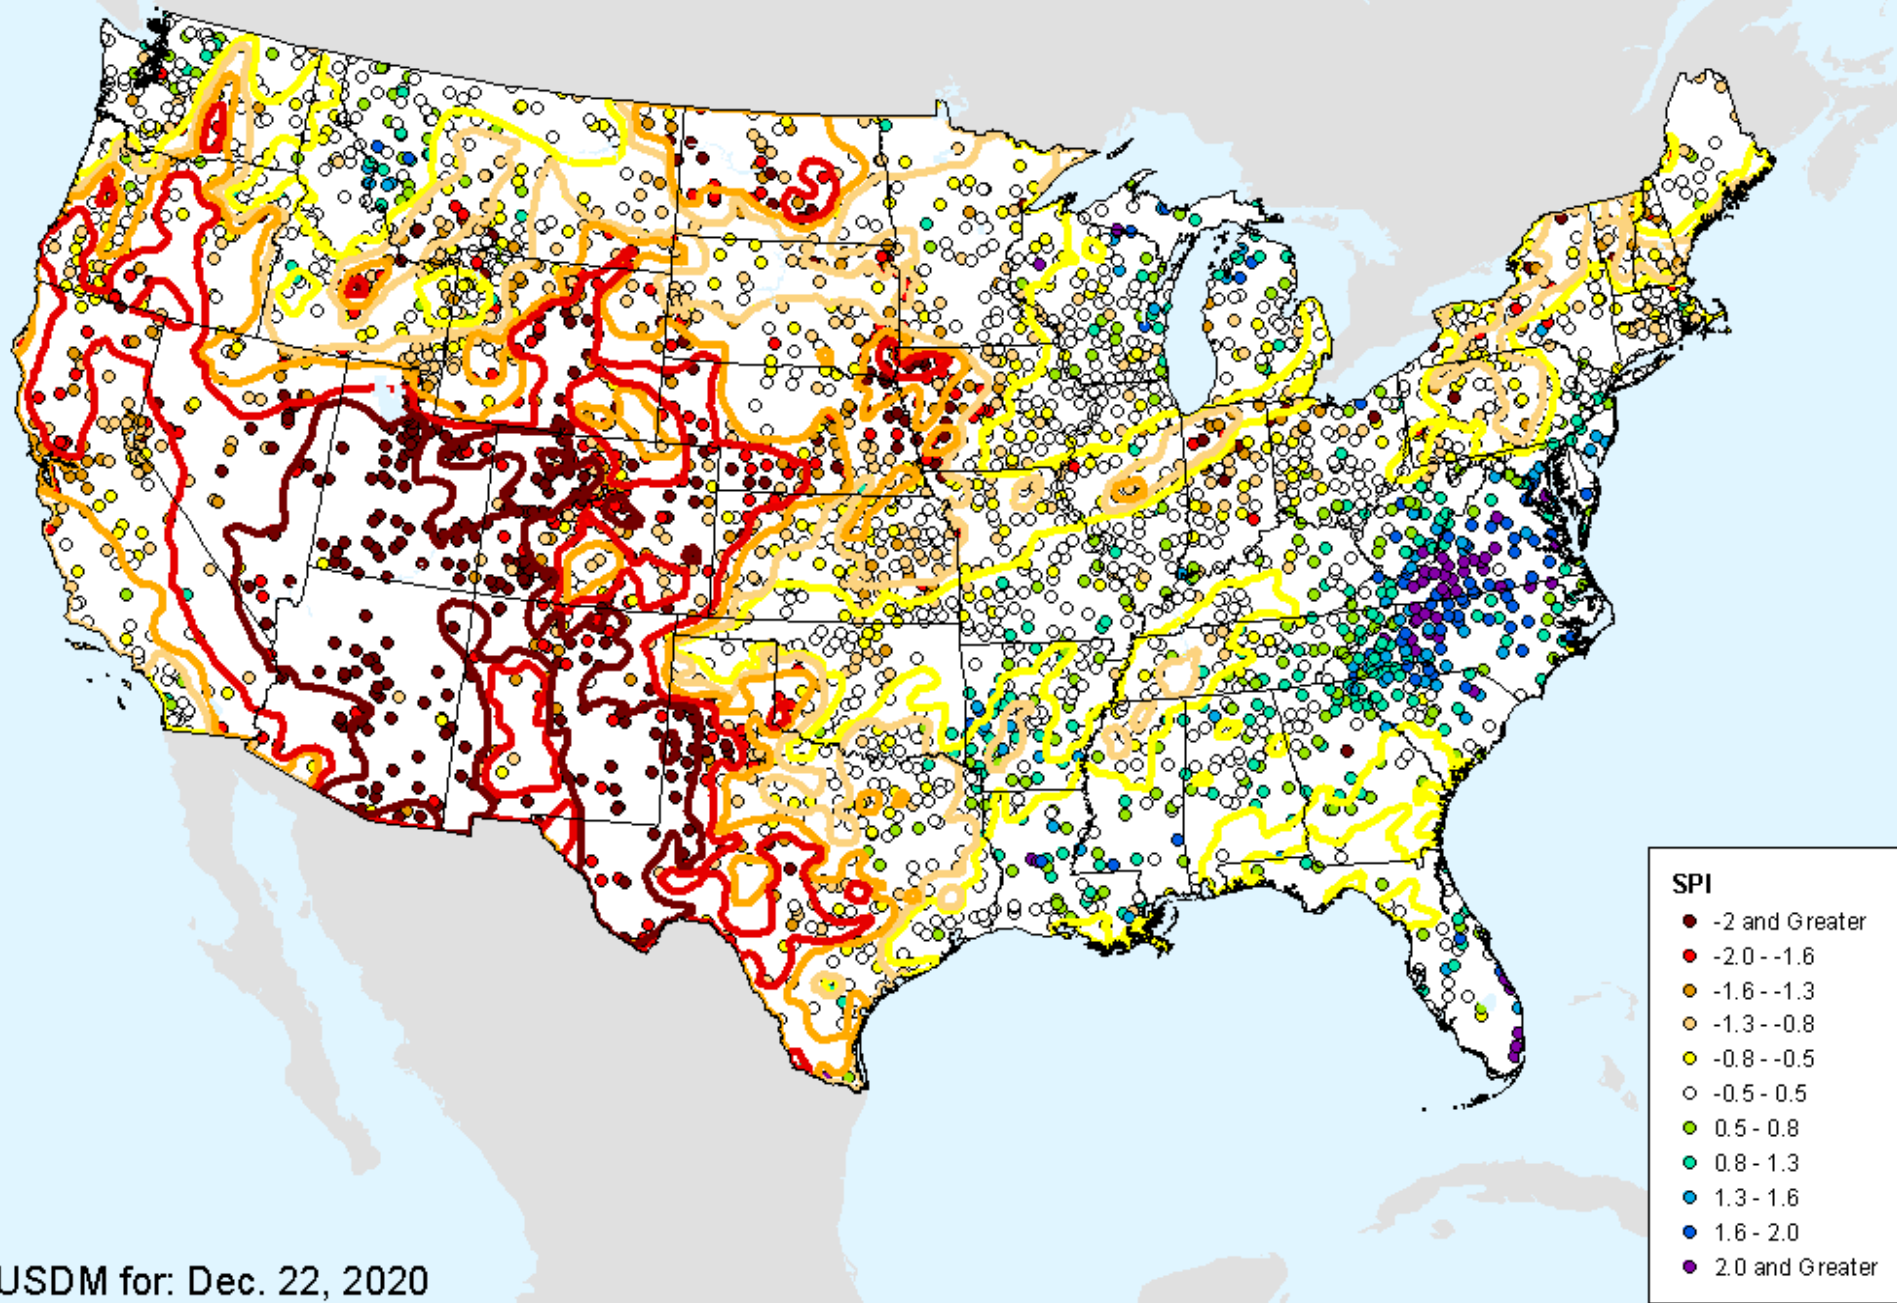 SPI
-2 and Greater
-2.0 - -1.6
-1.6 - -1.3
-1.3 - -0.8
-0.8 - -0.5
-0.5 - 0.5
0.5 - 0.8
0.8 - 1.3
1.3 - 1.6
1.6 - 2.0
2.0 and Greater
USDM for: Dec. 22, 2020